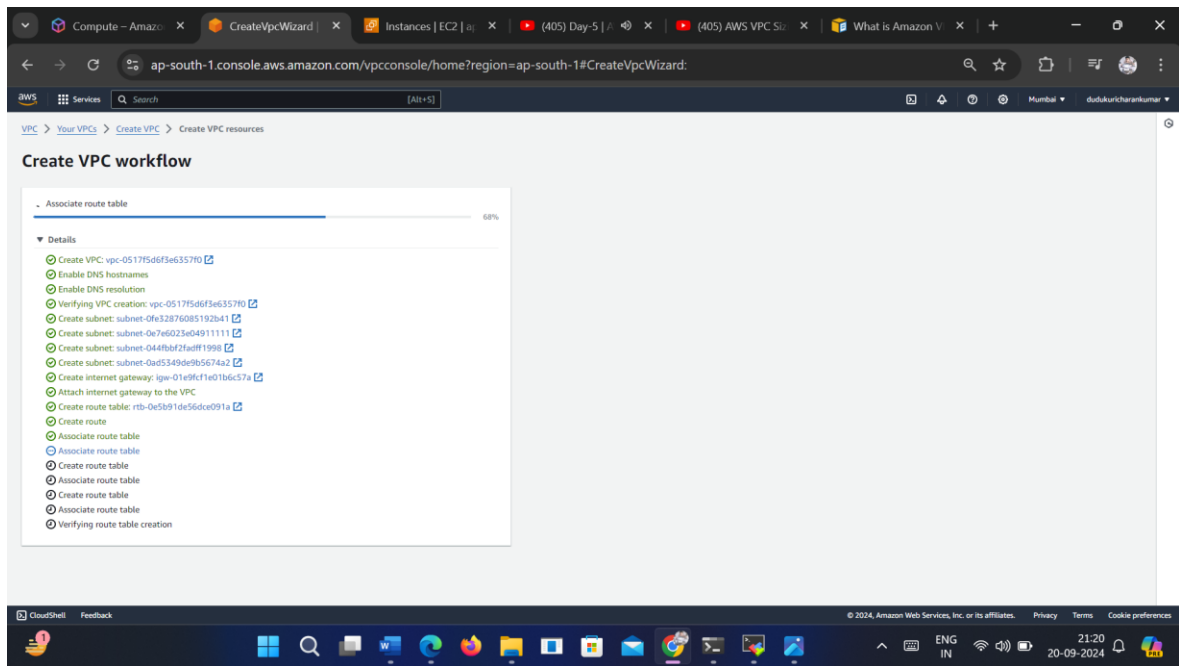 Compute – Amazo
CreateVpcWizard |
Instances | EC2 | ap
(405) Day-5 | A
(405) AWS VPC Siz
What is Amazon Vi
ap-south-1.console.aws.amazon.com/vpcconsole/home?region=ap-south-1#CreateVpcWizard:
aws
Services
Search
[Alt+S]
Mumbai
dudukuricharankumar
VPC > Your VPCs > Create VPC > Create VPC resources
Create VPC workflow
Associate route table
68%
Details
Create VPC: vpc-0517f5d6f3e6357f0
Enable DNS hostnames
Enable DNS resolution
Verifying VPC creation: vpc-0517f5d6f3e6357f0
Create subnet: subnet-0fe32876085192b41
Create subnet: subnet-0e7e6023e04911111
Create subnet: subnet-044fbbf2fadff1998
Create subnet: subnet-0ad5349de9b5674a2
Create internet gateway: igw-01e9fcf1e01b6c57a
Attach internet gateway to the VPC
Create route table: rtb-0e5b91de56dce091a
Create route
Associate route table
Associate route table
Create route table
Associate route table
Create route table
Associate route table
Verifying route table creation
CloudShell
Feedback
© 2024, Amazon Web Services, Inc. or its affiliates.
Privacy
Terms
Cookie preferences
1
ENG
IN
21:20
20-09-2024
PRE